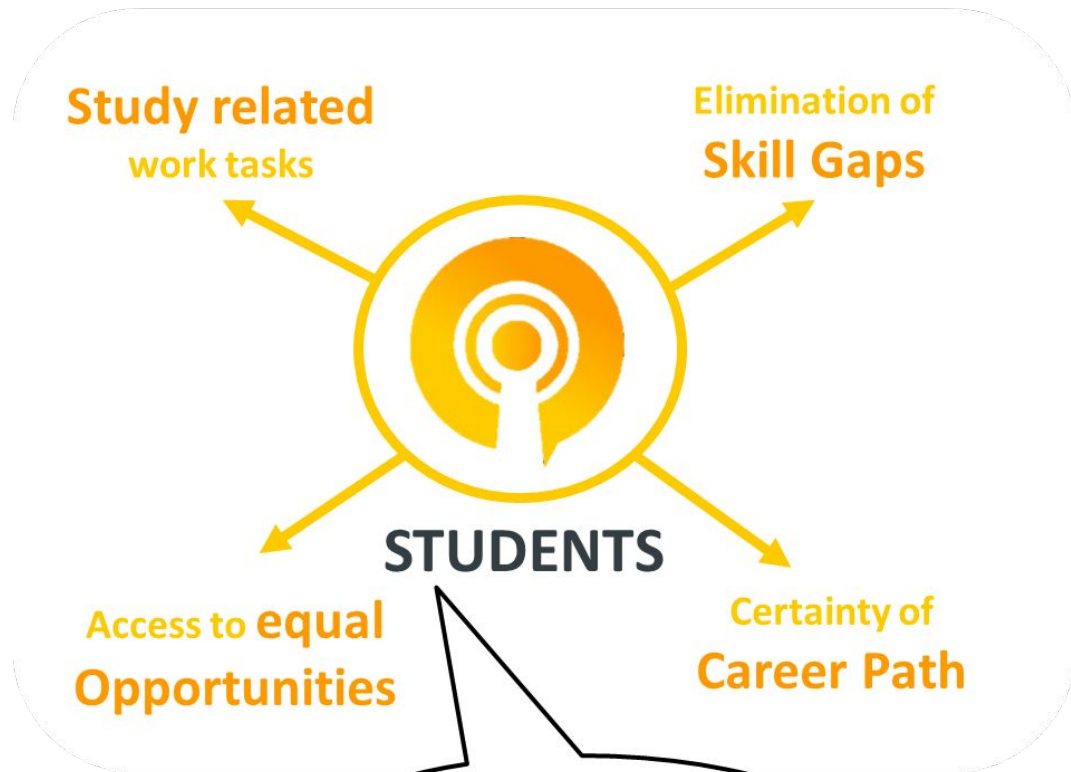 Study related
work tasks
Elimination of
Skill Gaps
STUDENTS
Access to equal
Opportunities
Certainty of
Career Path